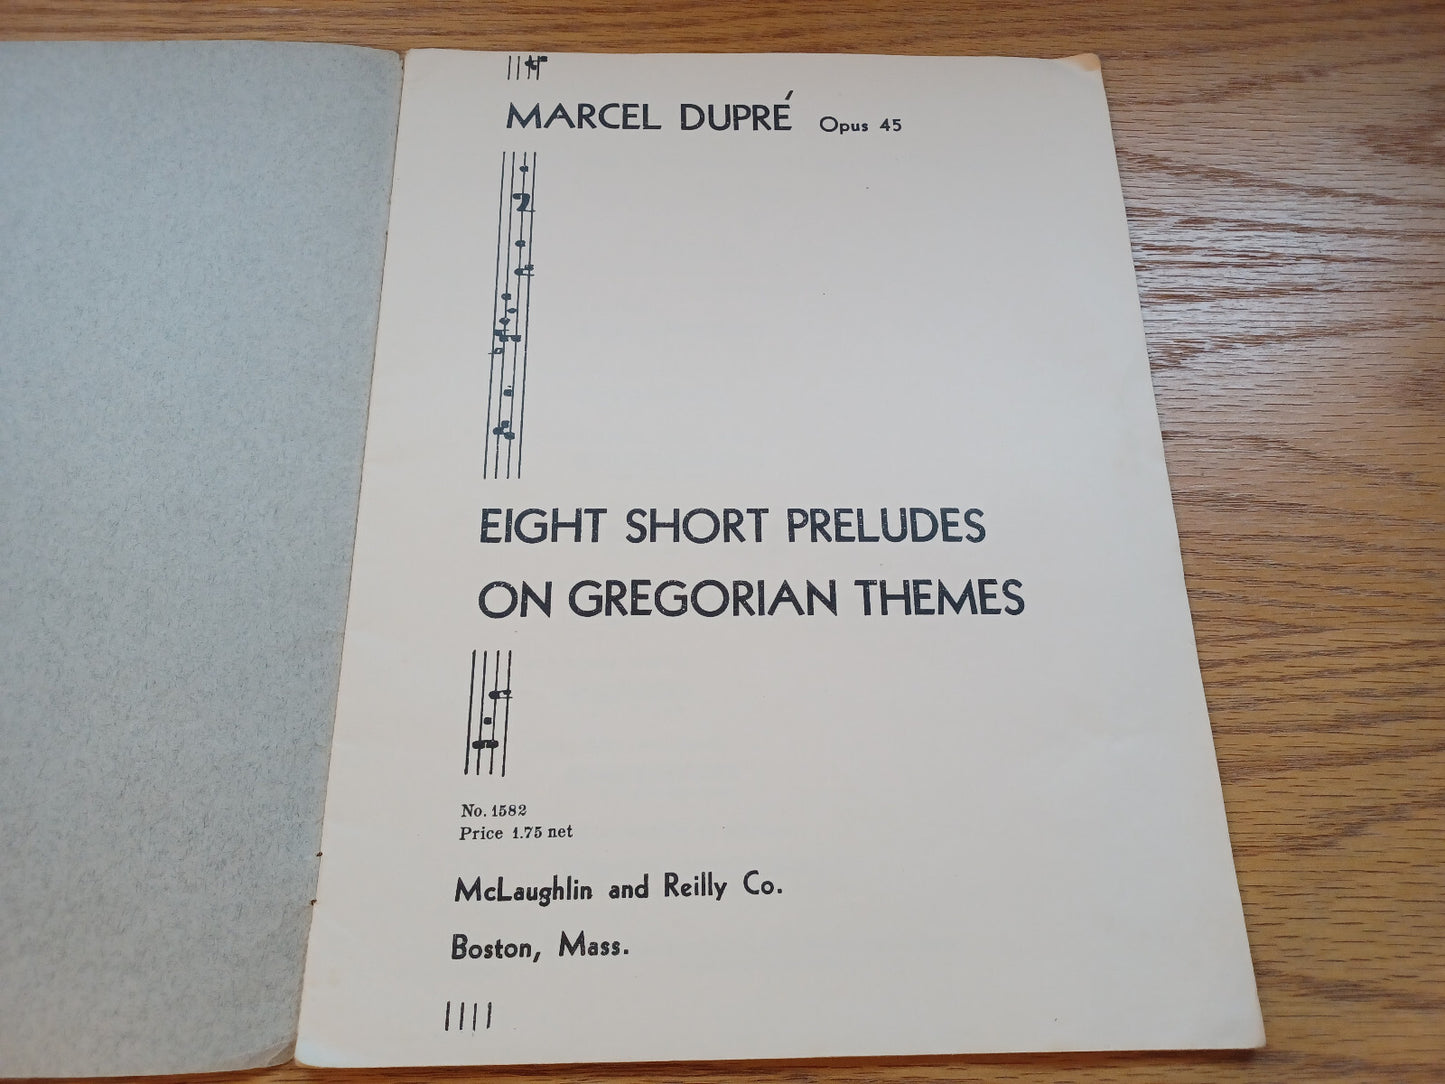 MARCEL DUPRÉ Opus 45
EIGHT SHORT PRELUDES
ON GREGORIAN THEMES
No. 1582
Price 1.75 net
McLaughlin and Reilly Co.
Boston, Mass.